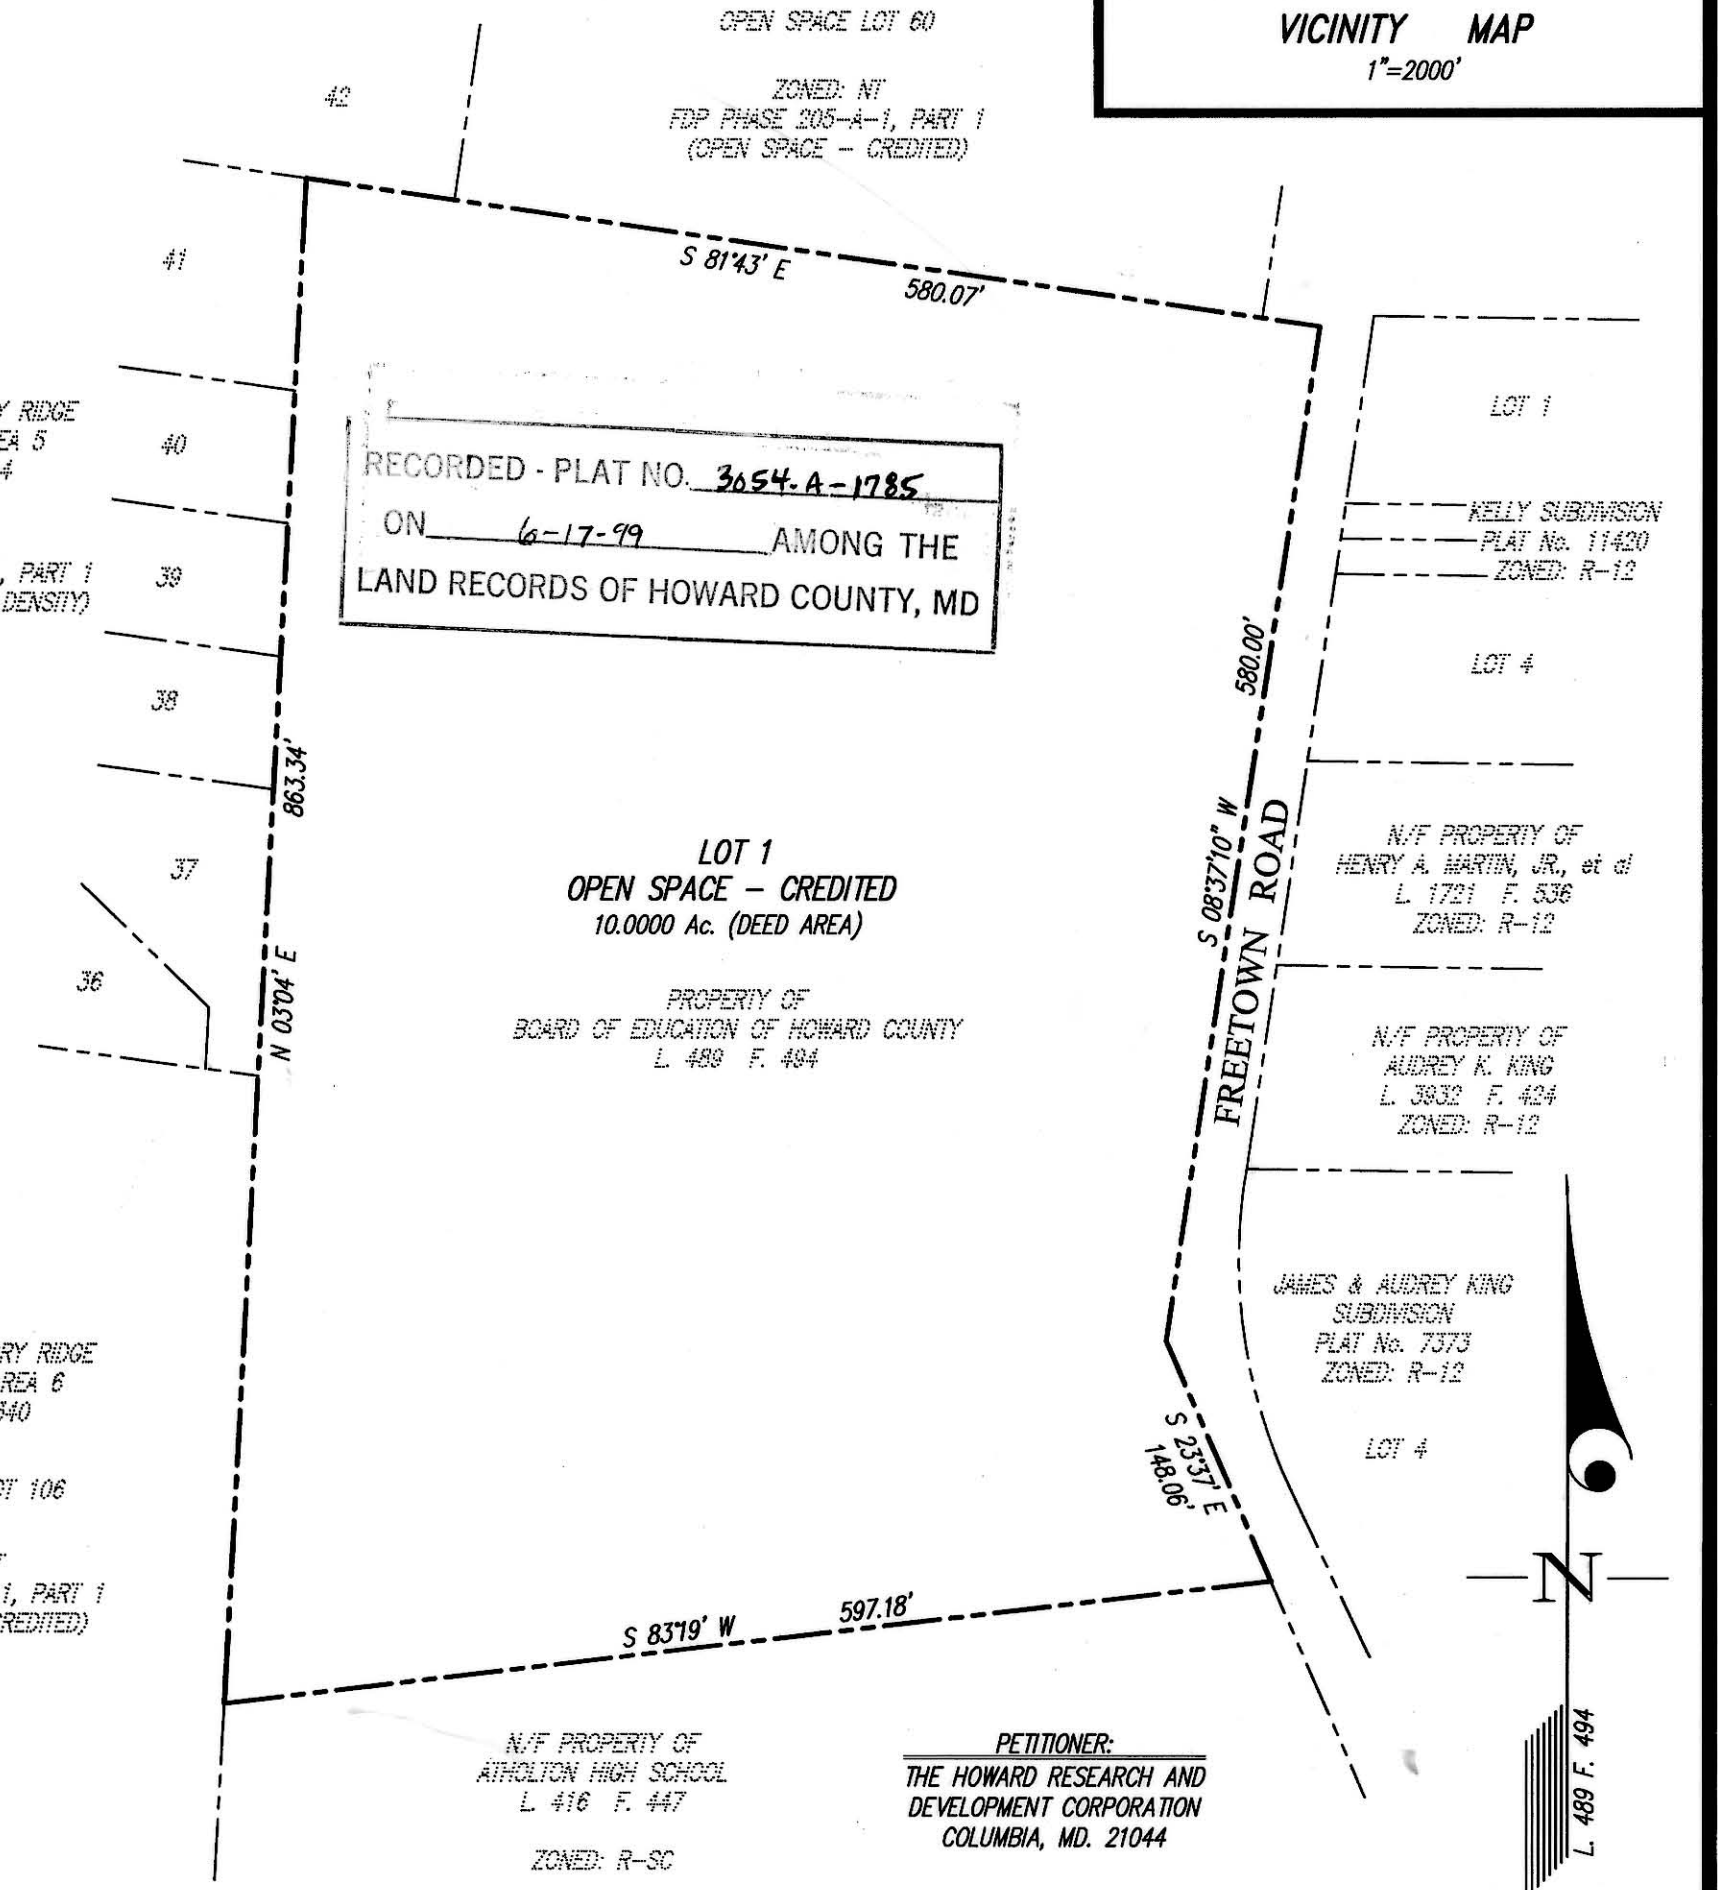 OPEN SPACE LOT 60
ZONED: NT
FDP PHASE 205-A-1, PART 1
(OPEN SPACE - CREDITED)
VICINITY MAP
1"=2000'
42
41
40
39
38
37
36
RIDGE
5
4
, PART 1
DENSITY)
S 81°43' E
580.07'
RECORDED - PLAT NO. 3054-A-1785
ON 6-17-99 AMONG THE
LAND RECORDS OF HOWARD COUNTY, MD
LOT 1
KELLY SUBDIVISION
PLAT No. 11420
ZONED: R-12
LOT 4
580.00'
S 08°37'10" W
FREETOWN ROAD
863.34'
N 03°04' E
LOT 1
OPEN SPACE - CREDITED
10.0000 Ac. (DEED AREA)
PROPERTY OF
BOARD OF EDUCATION OF HOWARD COUNTY
L. 489 F. 494
N/F PROPERTY OF
HENRY A. MARTIN, JR., et al
L. 1721 F. 536
ZONED: R-12
N/F PROPERTY OF
AUDREY K. KING
L. 3932 F. 424
ZONED: R-12
JAMES & AUDREY KING
SUBDIVISION
PLAT No. 7373
ZONED: R-12
LOT 4
RY RIDGE
REA 6
340
OT 106
1, PART 1
CREDITED)
S 23°37' E
148.06'
S 83°19' W
597.18'
N
L. 489 F. 494
N/F PROPERTY OF
ATHOLTON HIGH SCHOOL
L. 416 F. 447
ZONED: R-SC
PETITIONER:
THE HOWARD RESEARCH AND
DEVELOPMENT CORPORATION
COLUMBIA, MD. 21044